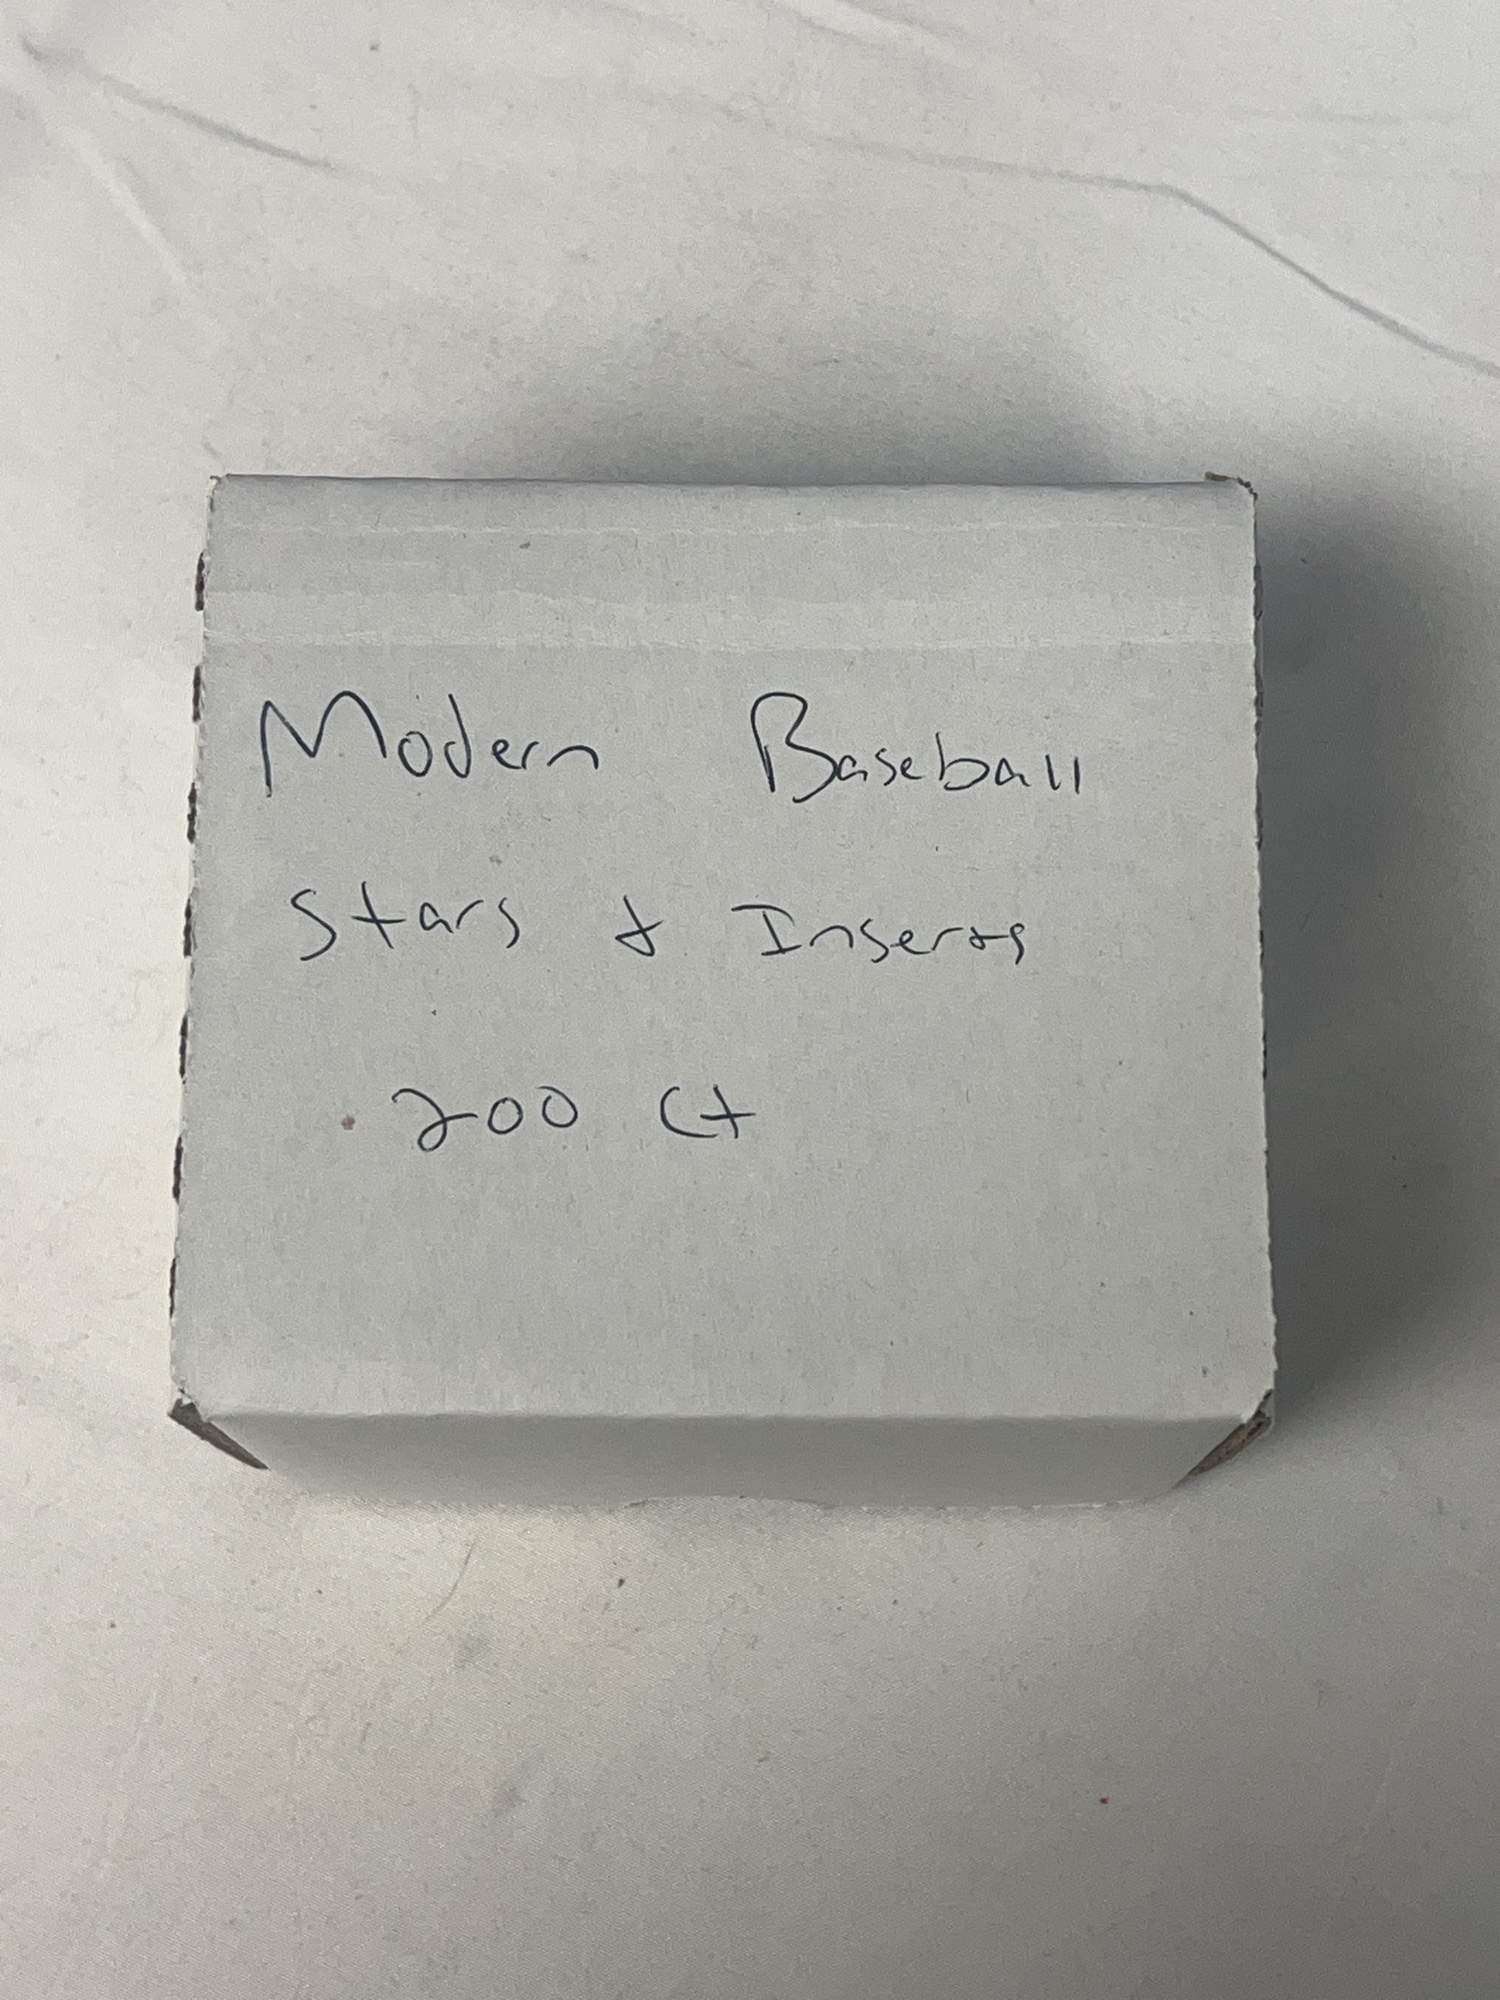 Modern Baseball
Stars & Inserts
200 ct